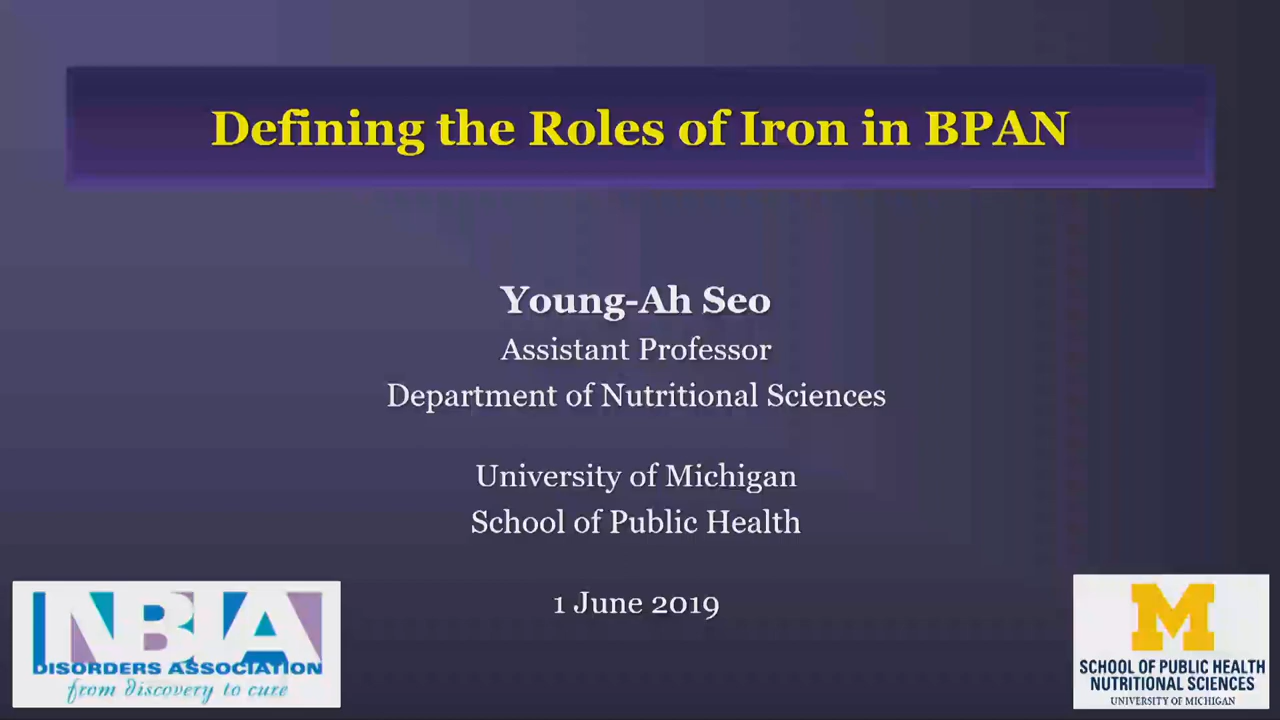 Defining the Roles of Iron in BPAN
Young-Ah Seo
Assistant Professor
Department of Nutritional Sciences
University of Michigan
School of Public Health
1 June 2019
NBIA
DISORDERS ASSOCIATION
from discovery to cure
M
SCHOOL OF PUBLIC HEALTH
NUTRITIONAL SCIENCES
UNIVERSITY OF MICHIGAN